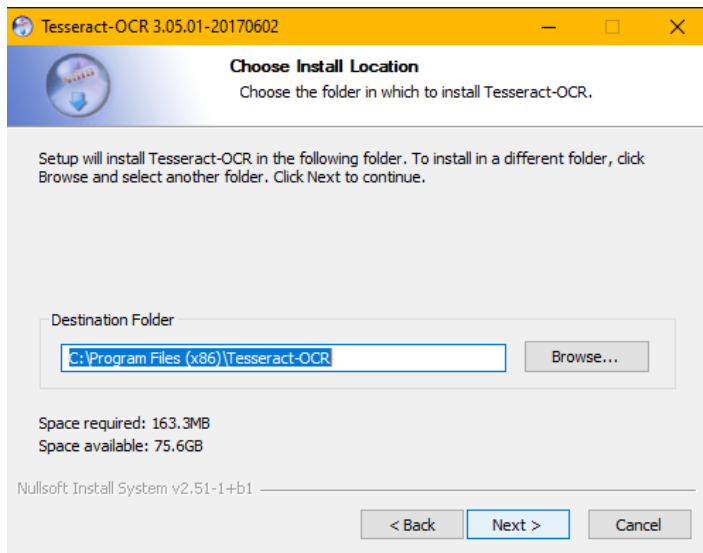 Tesseract-OCR 3.05.01-20170602
Choose Install Location
Choose the folder in which to install Tesseract-OCR.
Setup will install Tesseract-OCR in the following folder. To install in a different folder, click
Browse and select another folder. Click Next to continue.
Destination Folder
C:\Program Files (x86)\Tesseract-OCR
Browse...
Space required: 163.3MB
Space available: 75.6GB
Nullsoft Install System v2.51-1+b1
< Back Next > Cancel